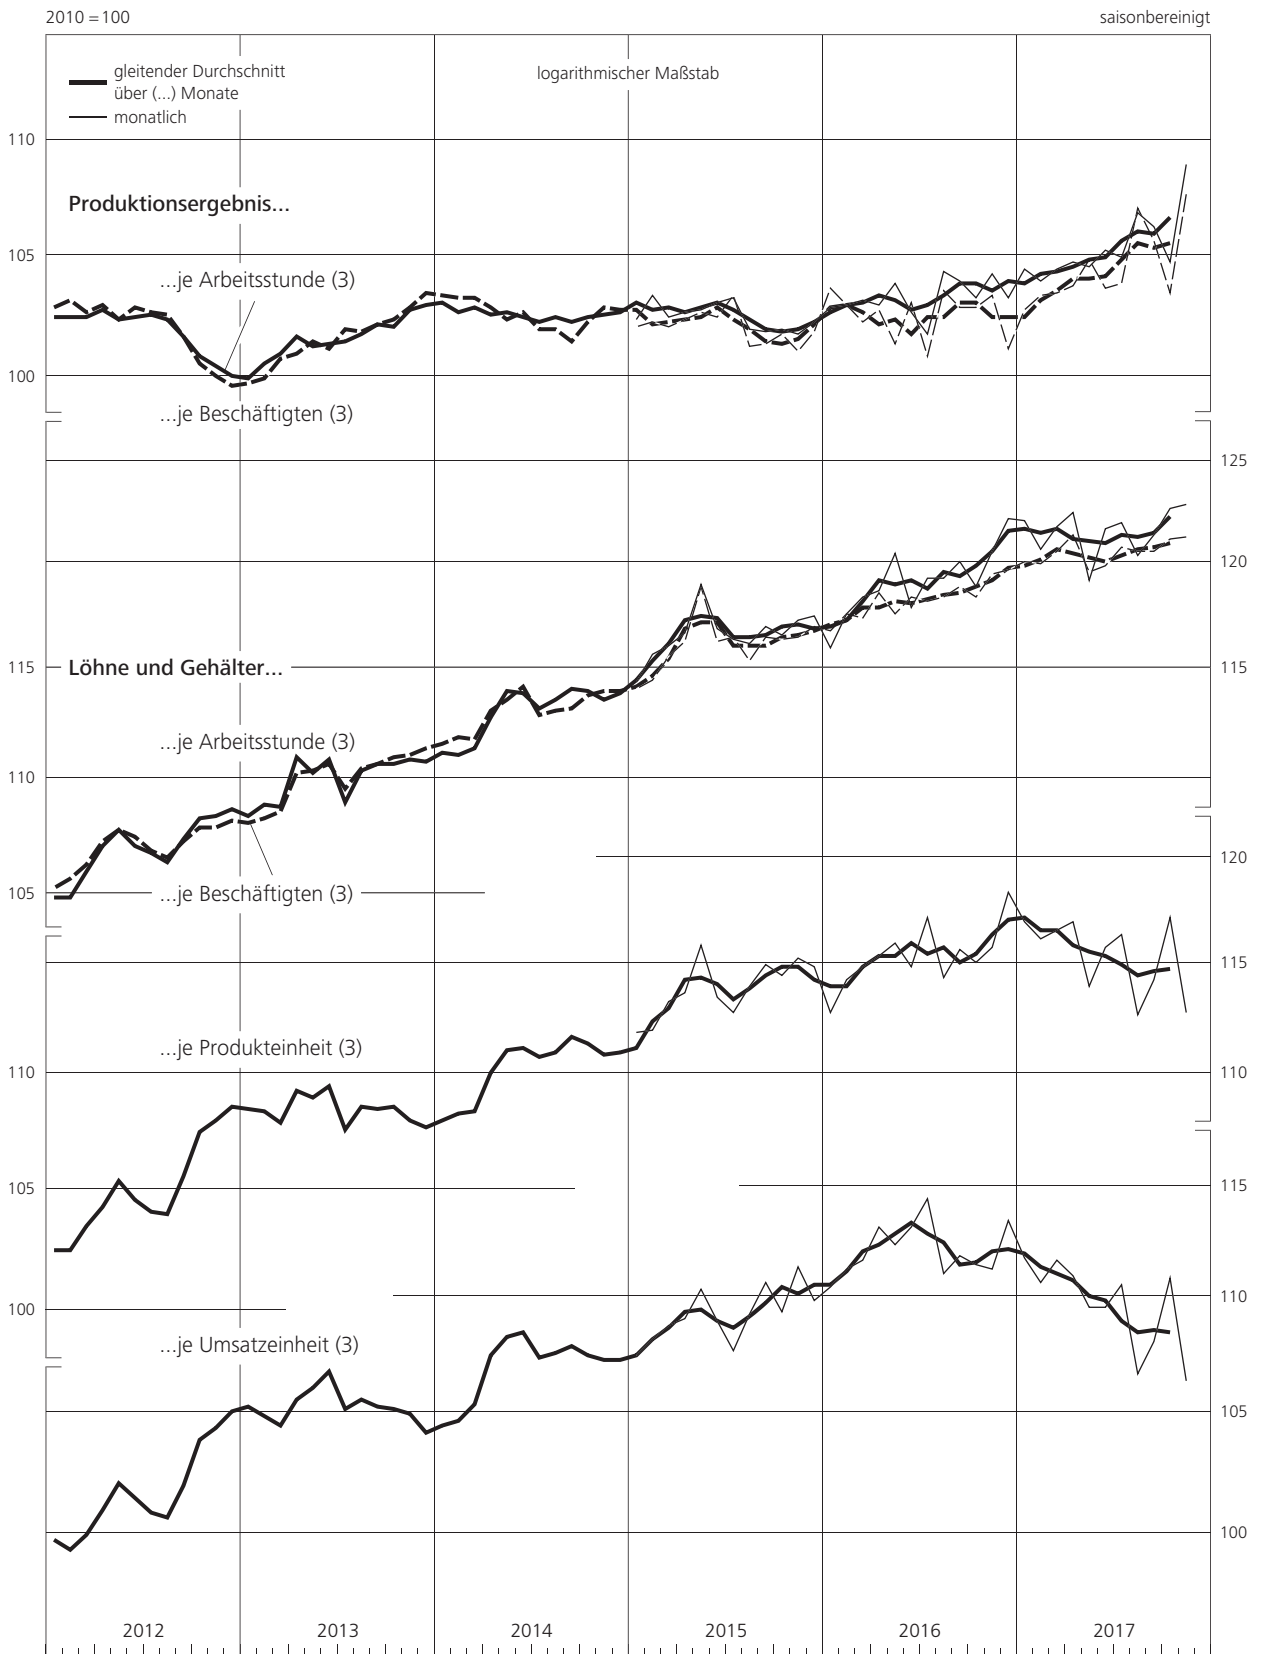 2010 = 100 saisonbereinigt
gleitender Durchschnitt
über (...) Monate
monatlich
logarithmischer Maßstab
110
Produktionsergebnis...
105
...je Arbeitsstunde (3)
100
...je Beschäftigten (3)
125
120
115 Löhne und Gehälter... 115
...je Arbeitsstunde (3)
110
120
105 ...je Beschäftigten (3)
115
...je Produkteinheit (3)
110 110
105 115
100 110
...je Umsatzeinheit (3)
105
100
2012 2013 2014 2015 2016 2017